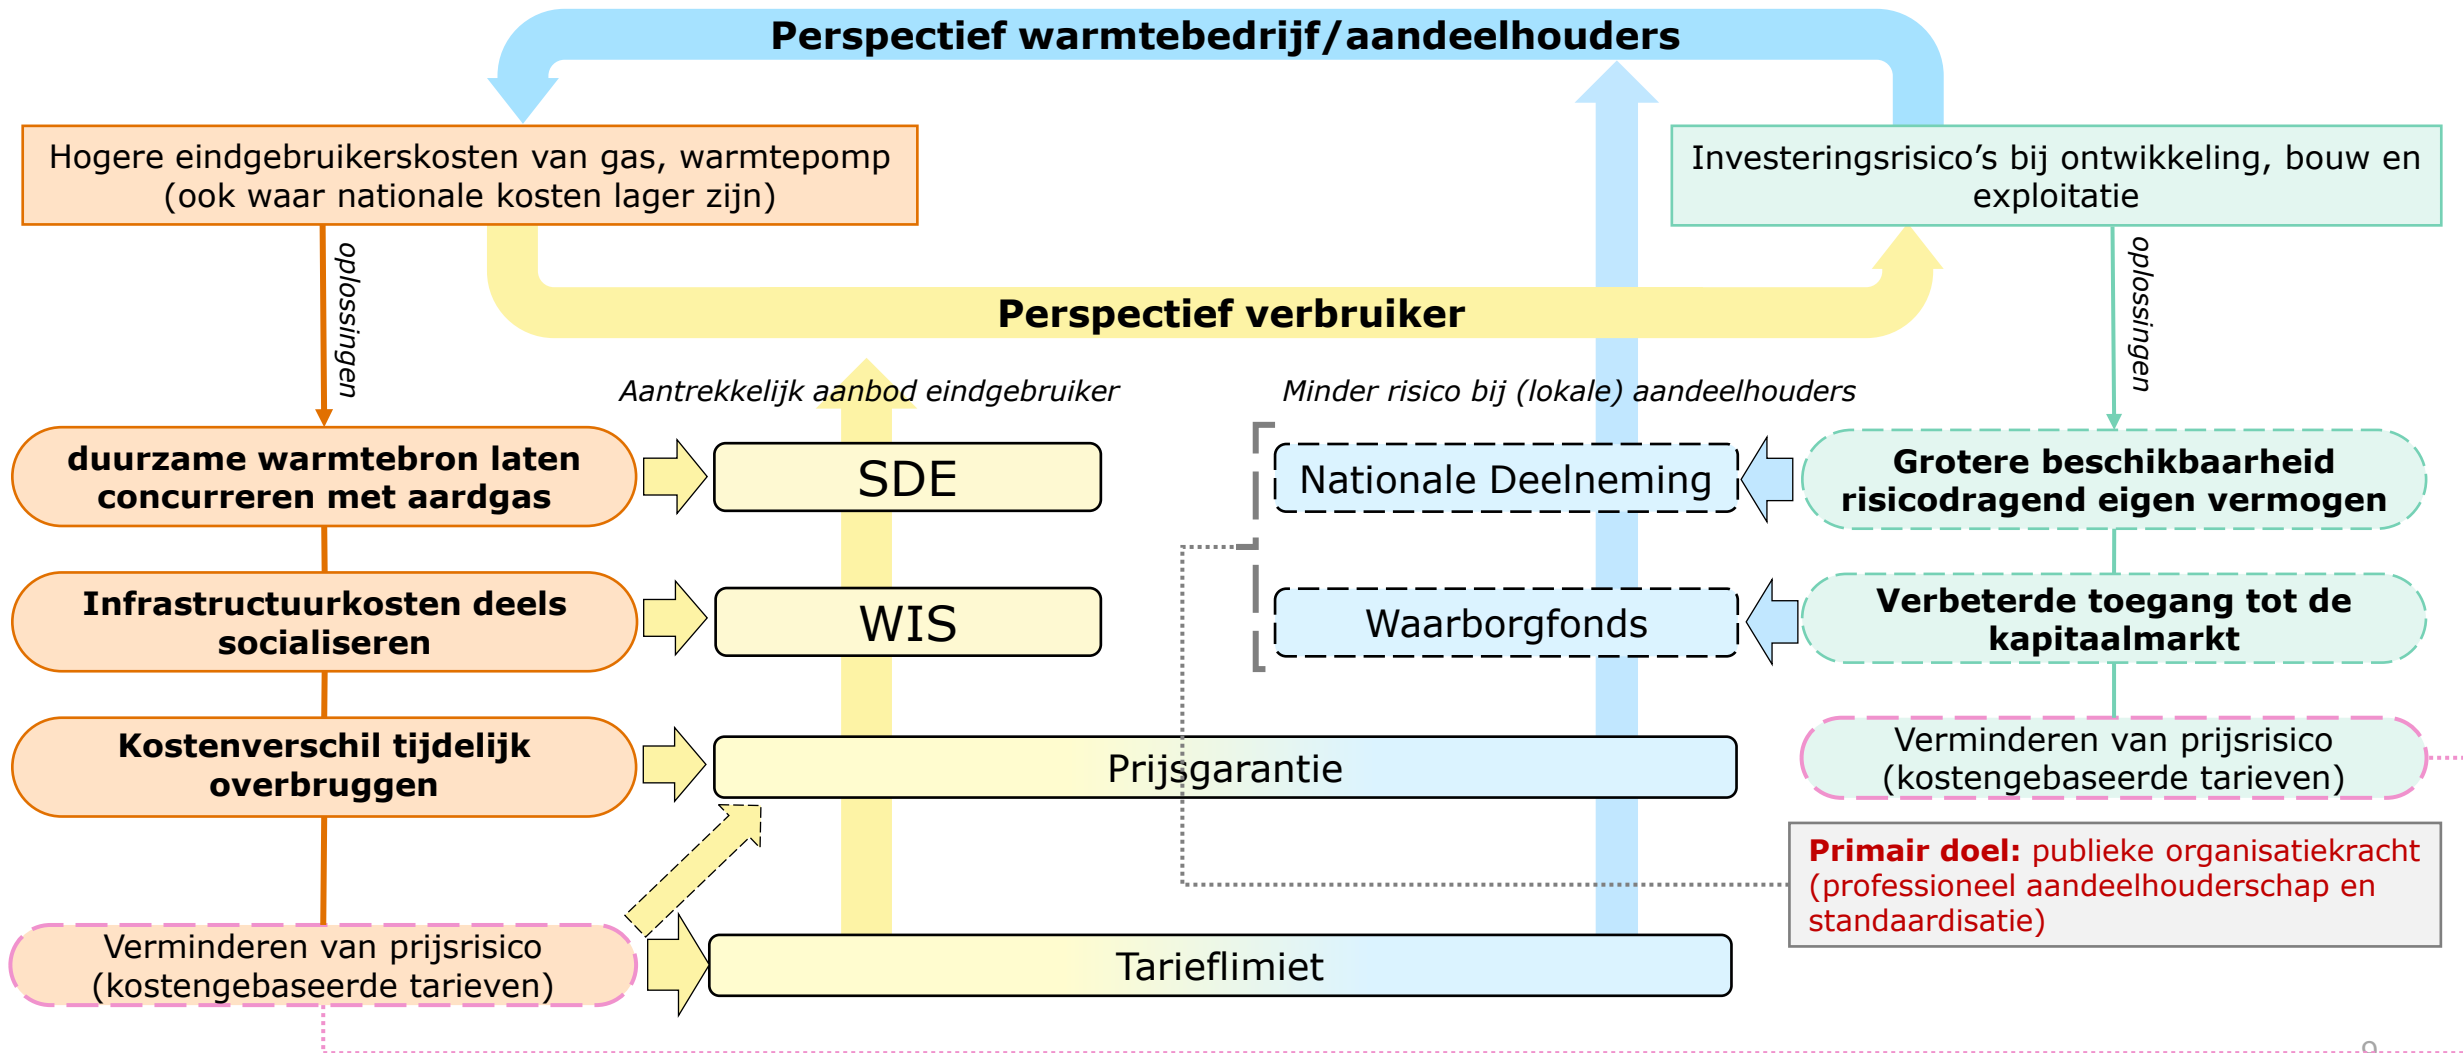 Perspectief warmtebedrijf/aandeelhouders
Hogere eindgebruikerskosten van gas, warmtepomp
(ook waar nationale kosten lager zijn)
Investeringsrisico’s bij ontwikkeling, bouw en
exploitatie
oplossingen
oplossingen
Perspectief verbruiker
Aantrekkelijk aanbod eindgebruiker
Minder risico bij (lokale) aandeelhouders
duurzame warmtebron laten
concurreren met aardgas
SDE
Nationale Deelneming
Grotere beschikbaarheid
risicodragend eigen vermogen
Infrastructuurkosten deels
socialiseren
WIS
Waarborgfonds
Verbeterde toegang tot de
kapitaalmarkt
Kostenverschil tijdelijk
overbruggen
Prijsgarantie
Verminderen van prijsrisico
(kostengebaseerde tarieven)
Primair doel: publieke organisatiekracht
(professioneel aandeelhouderschap en
standaardisatie)
Verminderen van prijsrisico
(kostengebaseerde tarieven)
Tarieflimiet
9